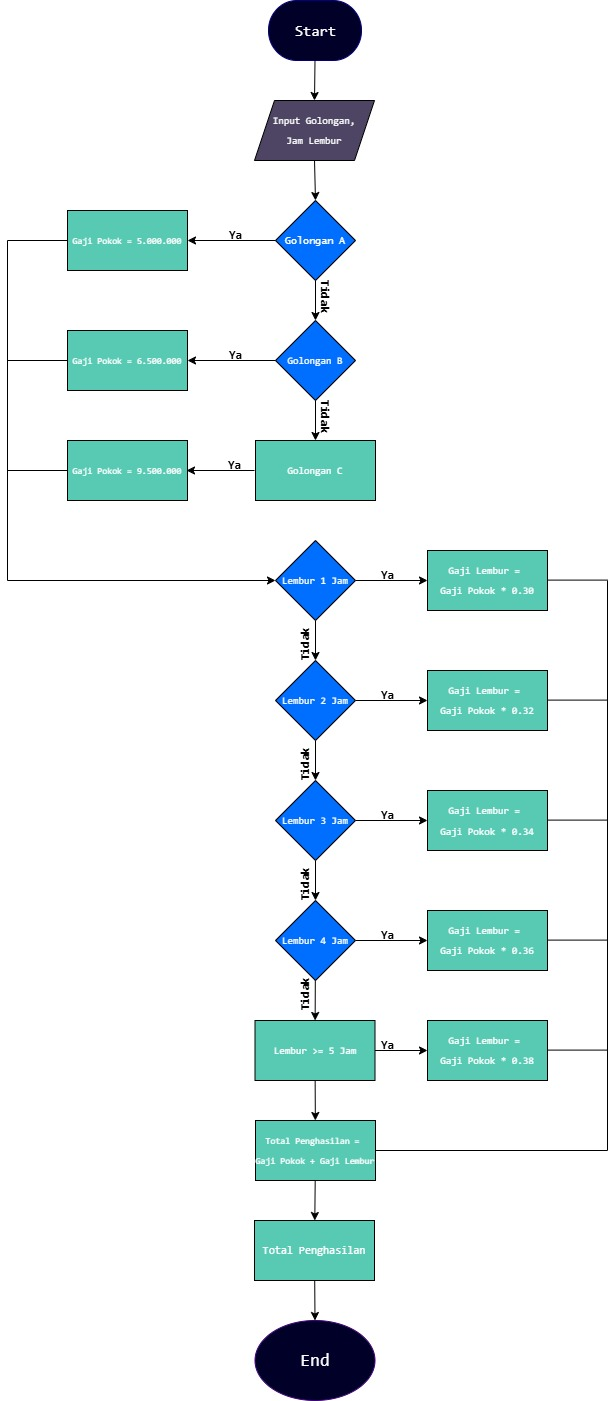 Start
Input Golongan,
Jam Lembur
Gaji Pokok = 5.000.000
Ya
Golongan A
Tidak
Gaji Pokok = 6.500.000
Ya
Golongan B
Tidak
Gaji Pokok = 9.500.000
Ya
Golongan C
Lembur 1 Jam
Ya
Gaji Lembur =
Gaji Pokok * 0.30
Tidak
Lembur 2 Jam
Ya
Gaji Lembur =
Gaji Pokok * 0.32
Tidak
Lembur 3 Jam
Ya
Gaji Lembur =
Gaji Pokok * 0.34
Tidak
Lembur 4 Jam
Ya
Gaji Lembur =
Gaji Pokok * 0.36
Tidak
Lembur >= 5 Jam
Ya
Gaji Lembur =
Gaji Pokok * 0.38
Total Penghasilan =
Gaji Pokok + Gaji Lembur
Total Penghasilan
End